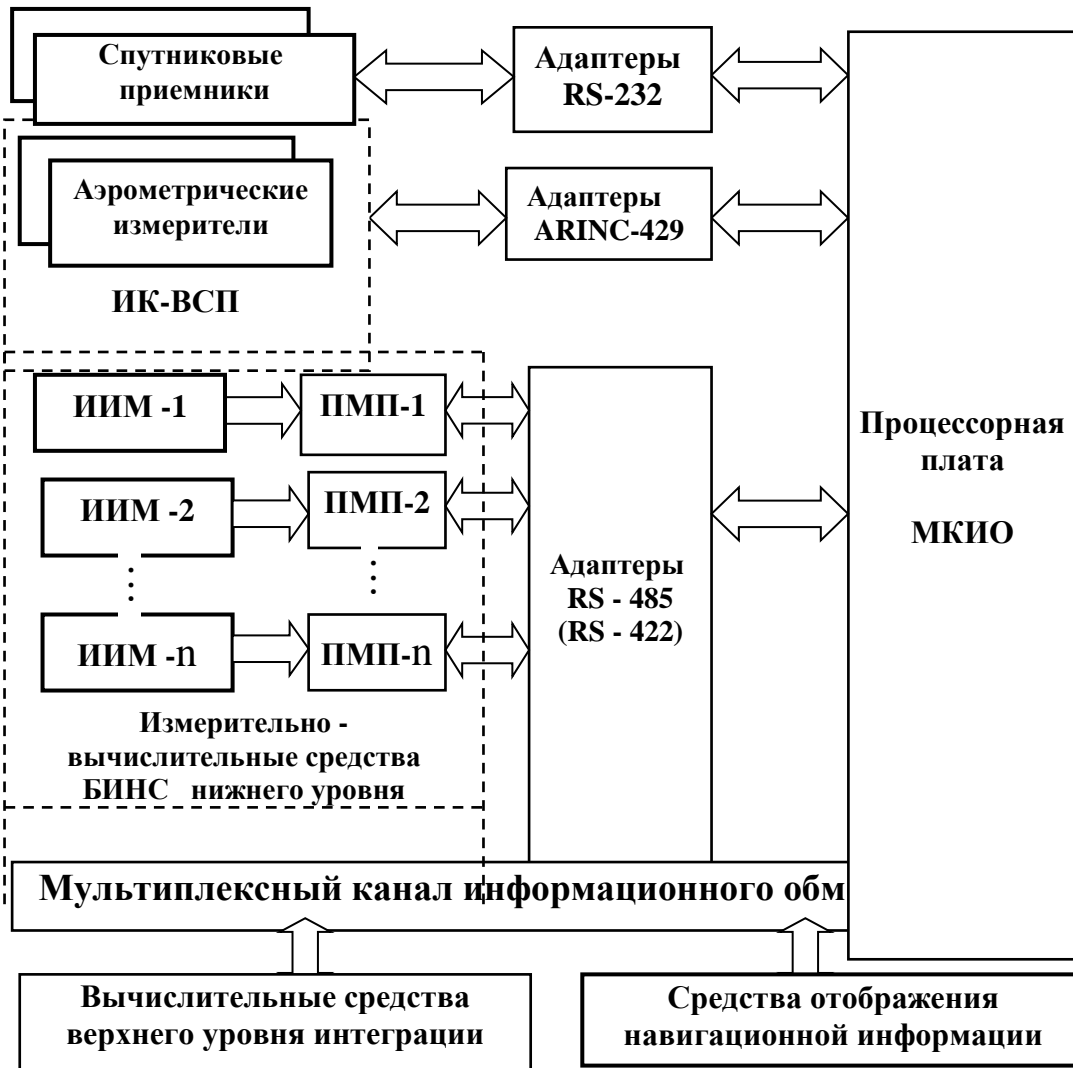 Спутниковые
приемники
Адаптеры
RS-232
Аэрометрические
измерители
Адаптеры
ARINC-429
ИК-ВСП
ИИМ -1
ПМП-1
ИИМ -2
ПМП-2
ИИМ -n
ПМП-n
Адаптеры
RS - 485
(RS - 422)
Процессорная
плата
МКИО
Измерительно -
вычислительные средства
БИНС нижнего уровня
Мультиплексный канал информационного обм
Вычислительные средства
верхнего уровня интеграции
Средства отображения
навигационной информации